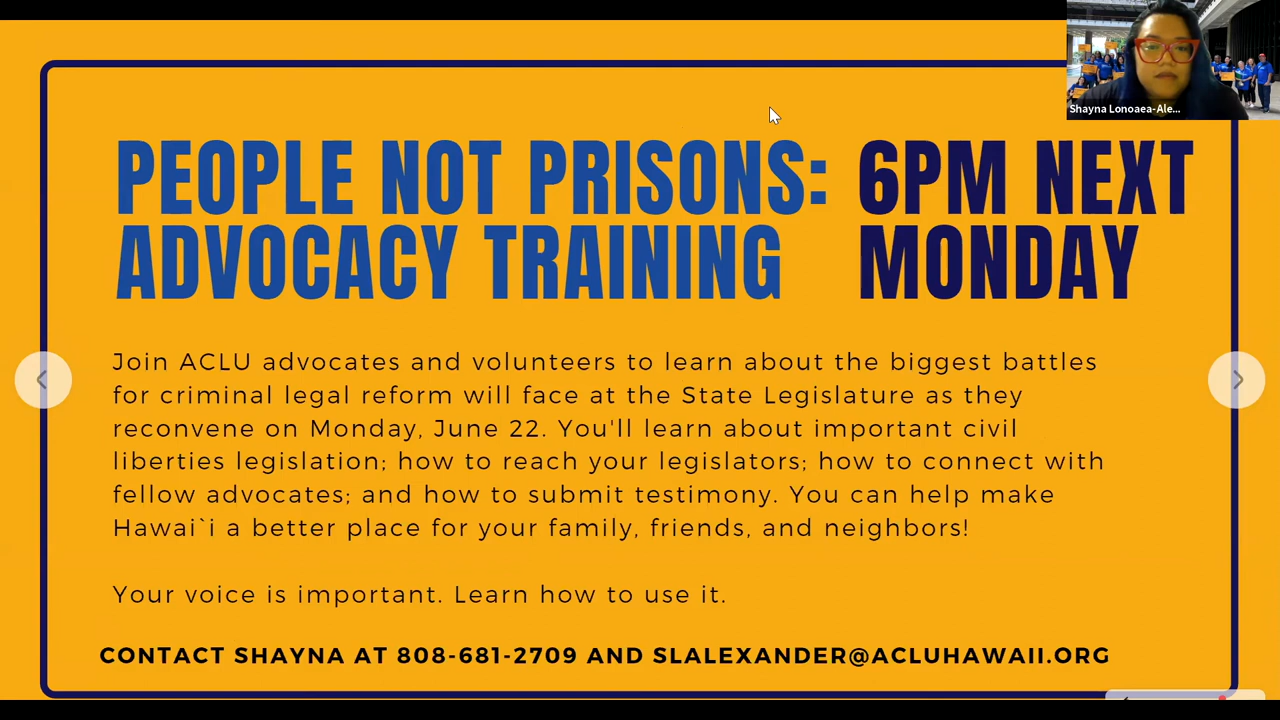 Shayna Lonoaea-Ale...
PEOPLE NOT PRISONS:
ADVOCACY TRAINING
6PM NEXT
MONDAY
Join ACLU advocates and volunteers to learn about the biggest battles
for criminal legal reform will face at the State Legislature as they
reconvene on Monday, June 22. You'll learn about important civil
liberties legislation; how to reach your legislators; how to connect with
fellow advocates; and how to submit testimony. You can help make
Hawai`i a better place for your family, friends, and neighbors!
Your voice is important. Learn how to use it.
CONTACT SHAYNA AT 808-681-2709 AND SLALEXANDER@ACLUHAWAII.ORG